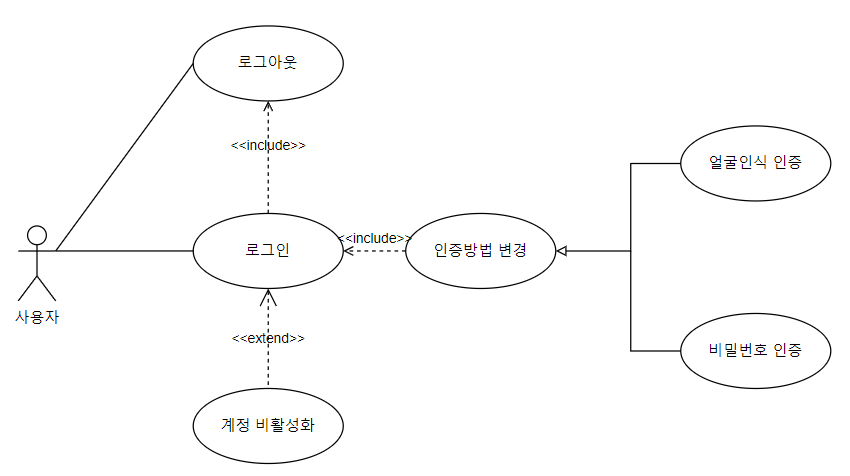 로그아웃
<<include>>
얼굴인식 인증
로그인
<<include>>
인증방법 변경
사용자
<<extend>>
비밀번호 인증
계정 비활성화